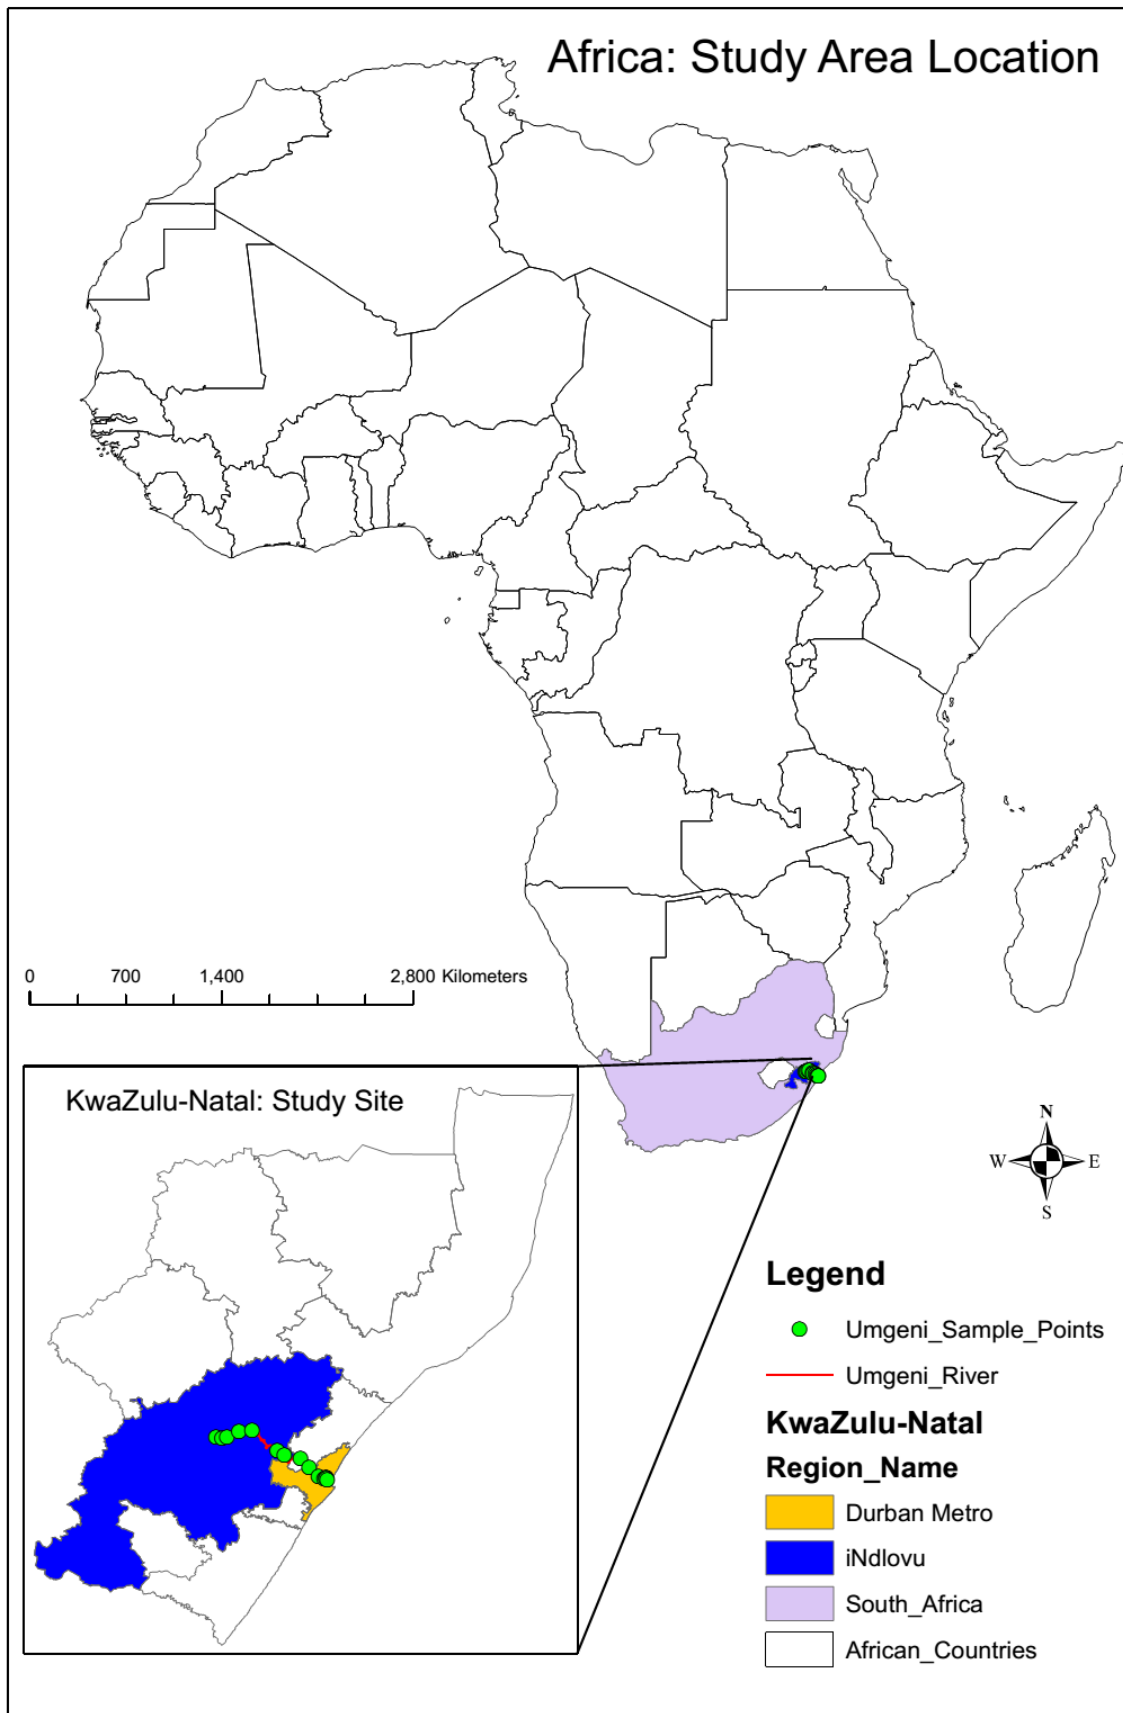 Africa: Study Area Location
0 700 1,400 2,800 Kilometers
KwaZulu-Natal: Study Site
N
W E
S
Legend
Umgeni_Sample_Points
Umgeni_River
KwaZulu-Natal
Region_Name
Durban Metro
iNdlovu
South_Africa
African_Countries